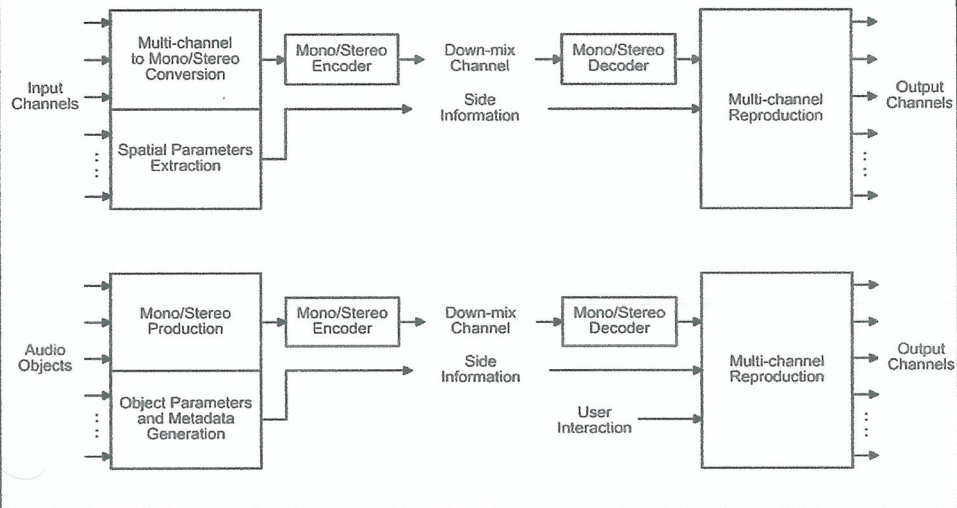 Input
Channels
Multi-channel
to Mono/Stereo
Conversion
Spatial Parameters
Extraction
Mono/Stereo
Encoder
Down-mix
Channel
Side
Information
Mono/Stereo
Decoder
Multi-channel
Reproduction
Output
Channels
Audio
Objects
Mono/Stereo
Production
Object Parameters
and Metadata
Generation
Mono/Stereo
Encoder
Down-mix
Channel
Side
Information
User
Interaction
Mono/Stereo
Decoder
Multi-channel
Reproduction
Output
Channels